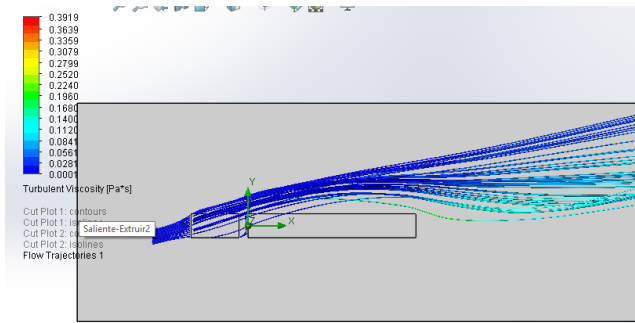 0.3919
0.3639
0.3359
0.3079
0.2799
0.2520
0.2240
0.1960
0.1680
0.1400
0.1120
0.0841
0.0561
0.0281
0.001
Turbulent Viscosity [Pa*s]
Cut Plot 1: contours
Cut Plot 1: isolines
Cut Plot 2: co
Saliente-Extruir2
Cut Plot 2: isolines
Flow Trajectories 1
Y
X